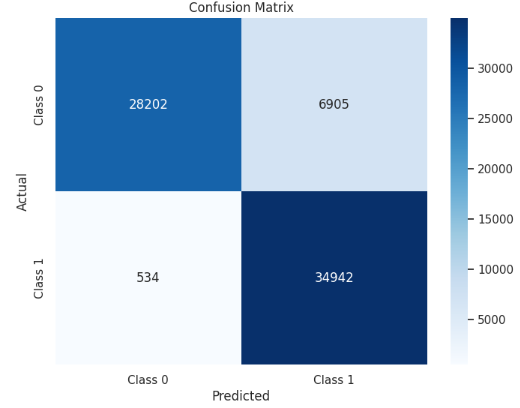 Confusion Matrix
Class 0
28202
6905
Actual
Class 1
534
34942
Class 0
Class 1
Predicted
30000
25000
20000
15000
10000
5000